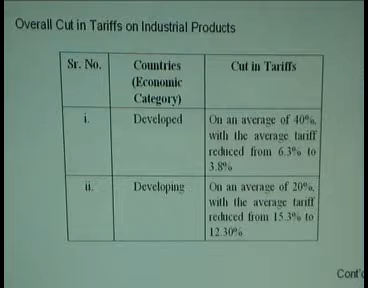 Overall Cut in Tariffs on Industrial Products
Sr. No.
Countries
(Economic
Category)
Cut in Tariffs
i.
Developed
On an average of 40%,
with the average tariff
reduced from 6.3% to
3.8%
ii.
Developing
On an average of 20%,
with the average tariff
reduced from 15.3% to
12.30%
Cont'd